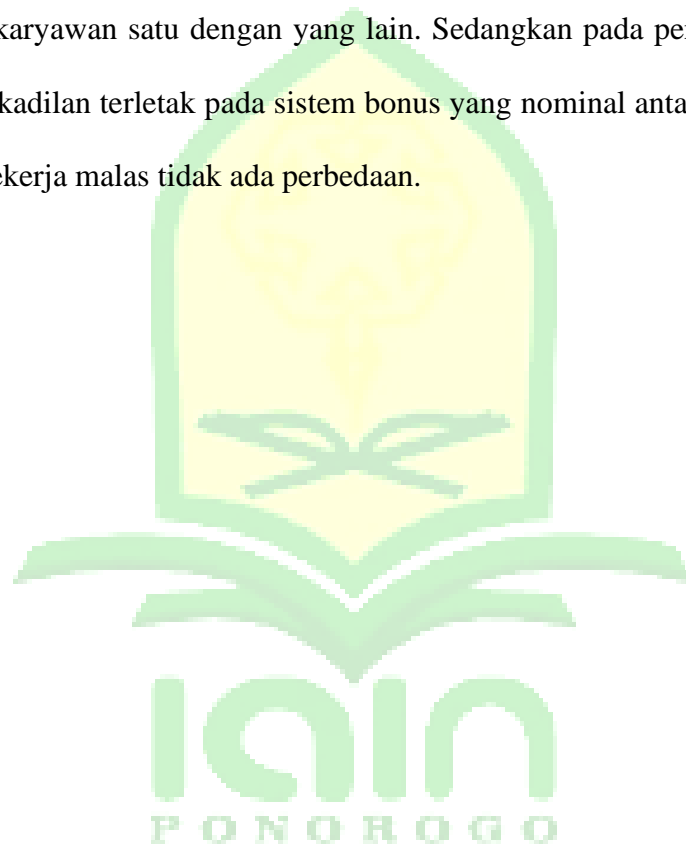 karyawan satu dengan yang lain. Sedangkan pada per
kadilan terletak pada sistem bonus yang nominal anta
ekerja malas tidak ada perbedaan.
iain
PONOROGO